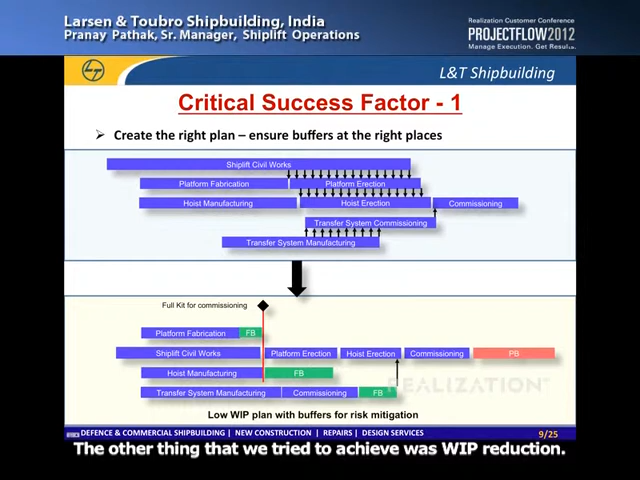 Larsen & Toubro Shipbuilding, India
Pranay Pathak, Sr. Manager, Shiplift Operations
Realization Customer Conference
PROJECTFLOW2012
Manage Execution. Get Results.
L&T Shipbuilding
Critical Success Factor - 1
➢ Create the right plan – ensure buffers at the right places
Shiplift Civil Works
Platform Fabrication Platform Erection
Hoist Manufacturing Hoist Erection Commissioning
Transfer System Commissioning
Transfer System Manufacturing
Full Kit for commissioning
Platform Fabrication FB
Shiplift Civil Works Platform Erection Hoist Erection Commissioning PB
Hoist Manufacturing FB
Transfer System Manufacturing Commissioning FB
REALIZATION
Low WIP plan with buffers for risk mitigation
DEFENCE & COMMERCIAL SHIPBUILDING | NEW CONSTRUCTION | REPAIRS | DESIGN SERVICES
9/25
The other thing that we tried to achieve was WIP reduction.